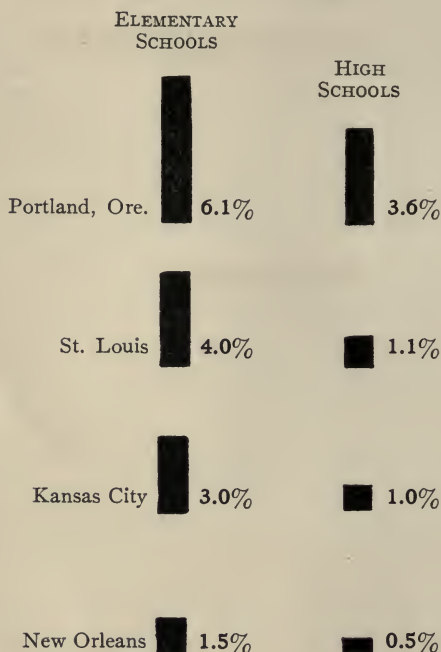 ELEMENTARY
SCHOOLS
HIGH
SCHOOLS
Portland, Ore. 6.1% 3.6%
St. Louis 4.0% 1.1%
Kansas City 3.0% 1.0%
New Orleans 1.5% 0.5%